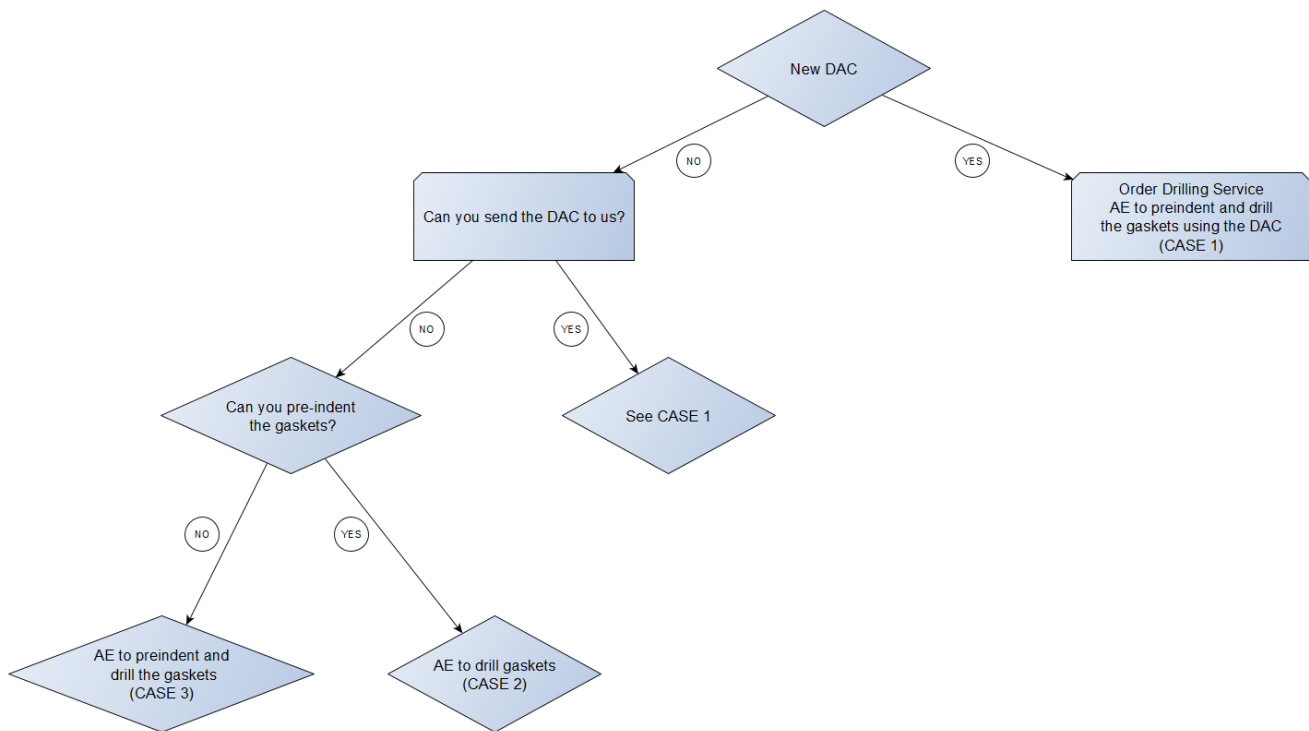 New DAC
NO
YES
Can you send the DAC to us?
Order Drilling Service
AE to preindent and drill
the gaskets using the DAC
(CASE 1)
NO
YES
Can you pre-indent
the gaskets?
See CASE 1
NO
YES
AE to preindent and
drill the gaskets
(CASE 3)
AE to drill gaskets
(CASE 2)